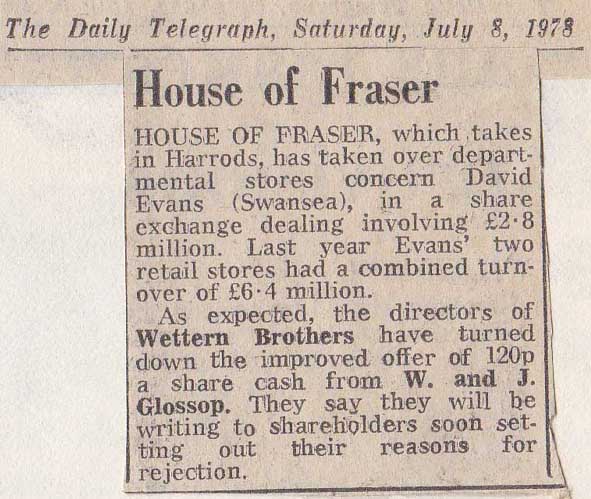 The Daily Telegraph, Saturday, July 8, 1978
House of Fraser
HOUSE OF FRASER, which takes
in Harrods, has taken over depart-
mental stores concern David
Evans (Swansea), in a share
exchange dealing involving £2·8
million. Last year Evans' two
retail stores had a combined turn-
over of £6·4 million.
As expected, the directors of
Wettern Brothers have turned
down the improved offer of 120p
a share cash from W. and J.
Glossop. They say they will be
writing to shareholders soon set-
ting out their reasons for
rejection.